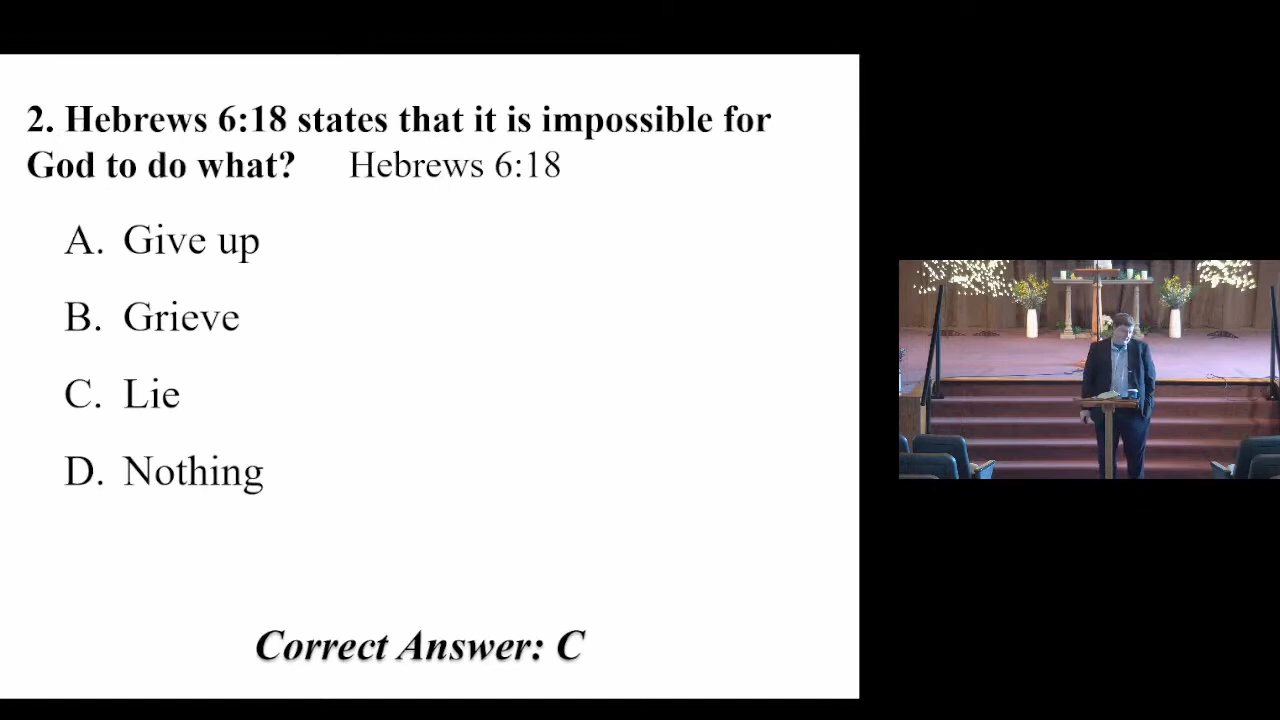 2. Hebrews 6:18 states that it is impossible for
God to do what? Hebrews 6:18
A. Give up
B. Grieve
C. Lie
D. Nothing
Correct Answer: C